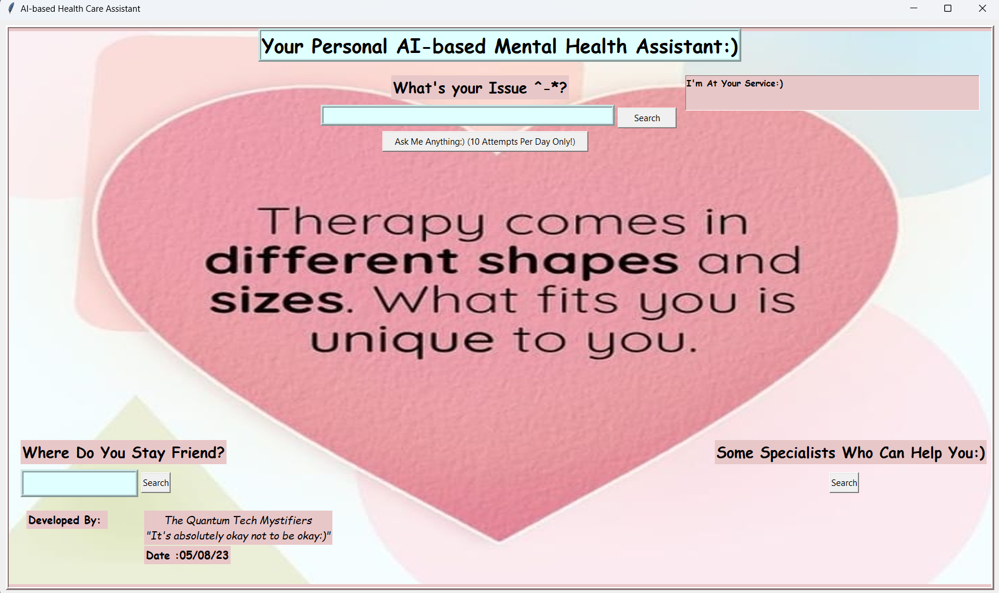 AI-based Health Care Assistant
Your Personal AI-based Mental Health Assistant:)
What's your Issue ^-*?
I'm At Your Service:)
Search
Ask Me Anything:) (10 Attempts Per Day Only!)
Therapy comes in
different shapes and
sizes. What fits you is
unique to you.
Where Do You Stay Friend?
Search
Some Specialists Who Can Help You:)
Search
Developed By:
The Quantum Tech Mystifiers
"It's absolutely okay not to be okay:)"
Date :05/08/23